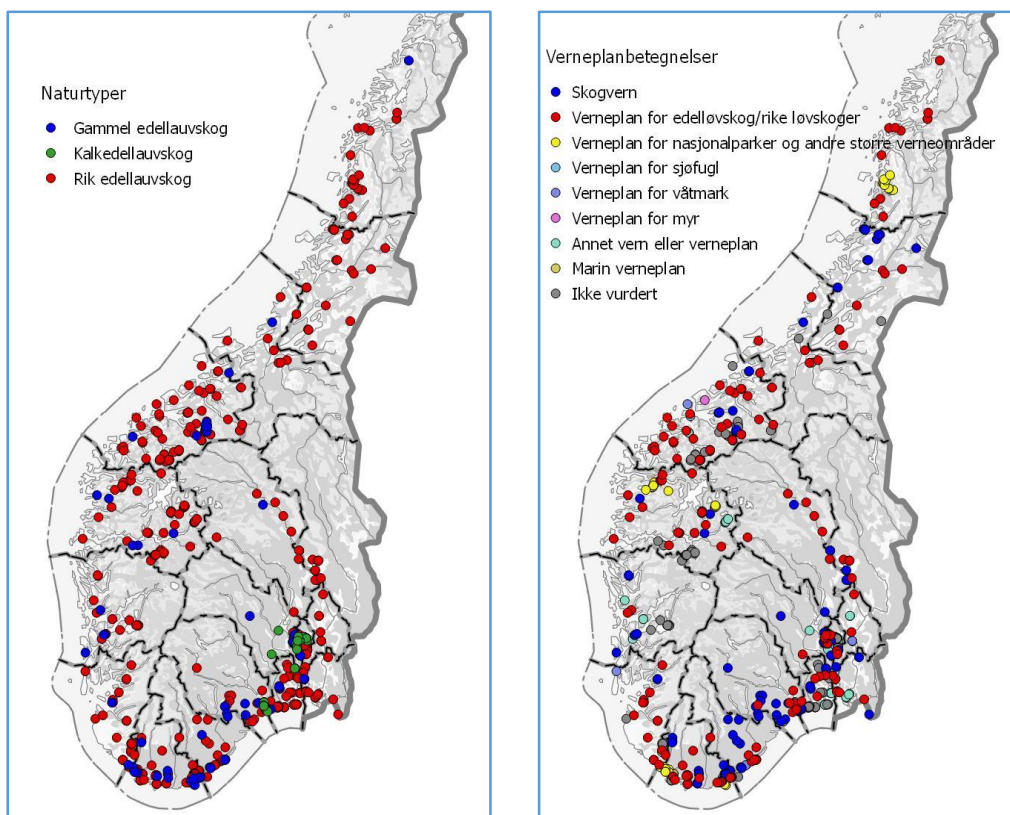 Naturtyper
Gammel edellauvskog
Kalkedellauvskog
Rik edellauvskog
Verneplanbetegnelser
Skogvern
Verneplan for edelløvskog/rike løvskoger
Verneplan for nasjonalparker og andre større verneområder
Verneplan for sjøfugl
Verneplan for våtmark
Verneplan for myr
Annet vern eller verneplan
Marin verneplan
Ikke vurdert